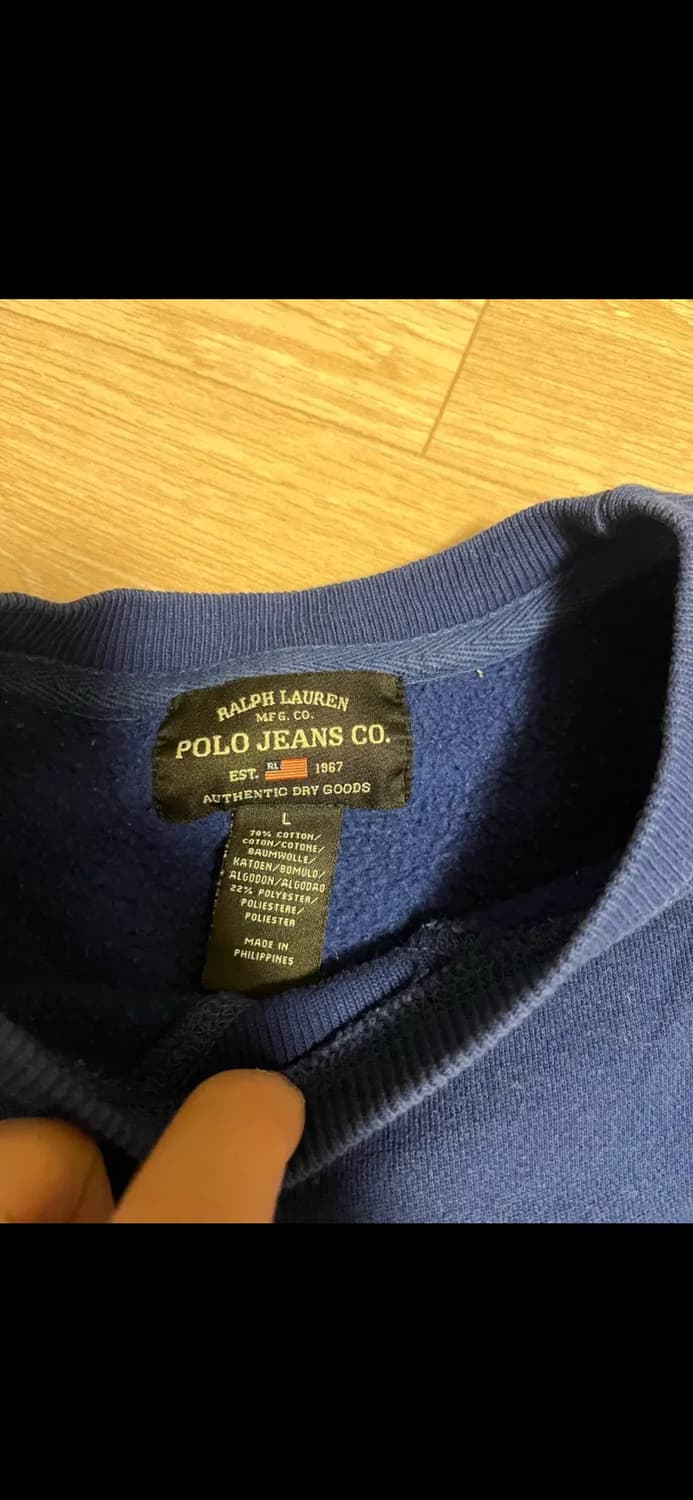 RALPH LAUREN
MFG. CO.
POLO JEANS CO.
EST. RL 1967
AUTHENTIC DRY GOODS
L
78% COTTON/
COTON/COTONE/
BAUMWOLLE/
KATOEN/BOMULD/
ALGODON/ALGODAO
22% POLYESTER/
POLIESTERE/
POLIESTER
MADE IN
PHILIPPINES